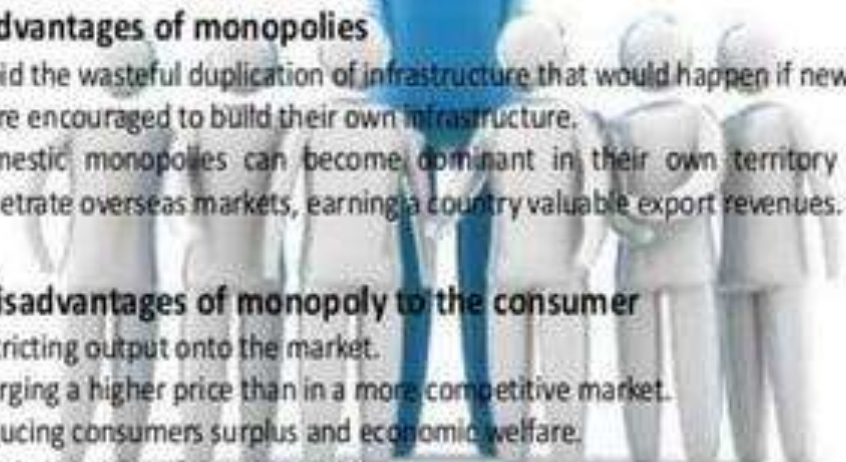 dvantages of monopolies
id the wasteful duplication of infrastructure that would happen if new
re encouraged to build their own infrastructure.
mestic monopolies can become dominant in their own territory
etrate overseas markets, earning a country valuable export revenues.
isadvantages of monopoly to the consumer
ricting output onto the market.
rging a higher price than in a more competitive market.
ucing consumers surplus and economic welfare.